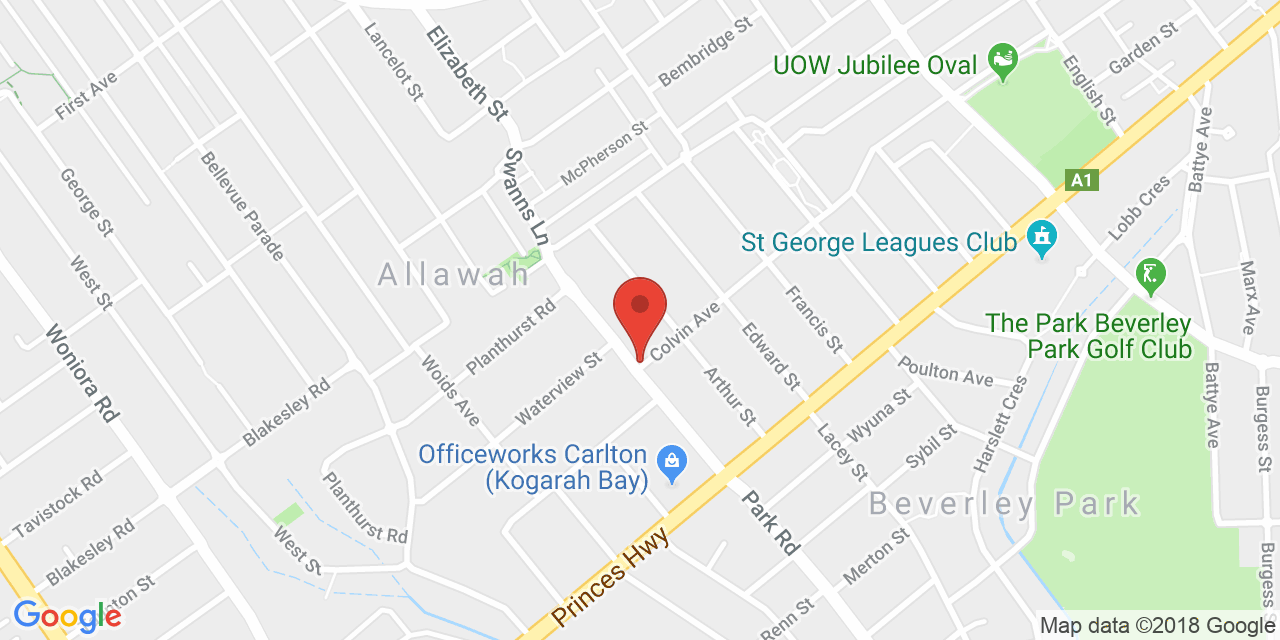 Lancelot St
Elizabeth St
Bembridge St
UOW Jubilee Oval
Garden St
English St
First Ave
McPherson St
Battye Ave
A1
George St
Bellevue Parade
Swanns Ln
Lobb Cres
St George Leagues Club
Allawah
West St
Planthurst Rd
Colvin Ave
Francis St
Edward St
Marx Ave
The Park Beverley
Park Golf Club
Woniora Rd
Woids Ave
Waterview St
Arthur St
Poulton Ave
Battye Ave
Burgess St
Blakesley Rd
Wyuna St
Harslett Cres
Lacey St
Sybil St
Officeworks Carlton
(Kogarah Bay)
Tavistock Rd
Planthurst Rd
Park Rd
Beverley Park
Blakesley Rd
West St
Princes Hwy
Merton St
Burgess S
ston St
Renn St
Google
Map data ©2018 Google